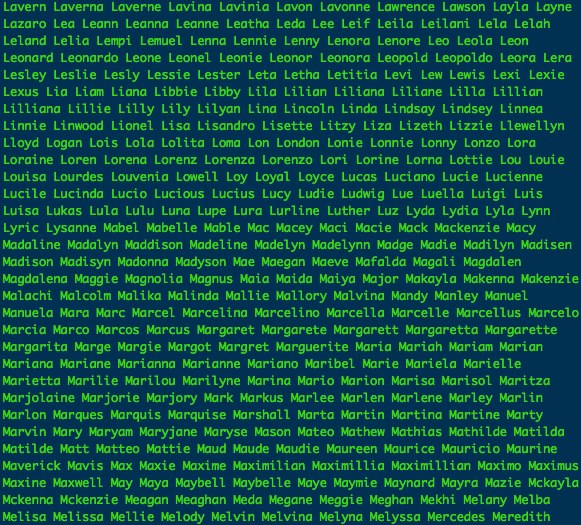 Lavern Laverna Laverne Lavina Lavinia Lavon Lavonne Lawrence Lawson Layla Layne
Lazaro Lea Leann Leanna Leanne Leatha Leda Lee Leif Leila Leilani Lela Lelah
Leland Lelia Lempi Lemuel Lenna Lennie Lenny Lenora Lenore Leo Leola Leon
Leonard Leonardo Leone Leonel Leonie Leonor Leonora Leopold Leopoldo Leora Lera
Lesley Leslie Lesly Lessie Lester Leta Letha Letitia Levi Lew Lewis Lexi Lexie
Lexus Lia Liam Liana Libbie Libby Lila Lilian Liliana Liliane Lilla Lillian
Lilliana Lillie Lilly Lily Lilyan Lina Lincoln Linda Lindsay Lindsey Linnea
Linnie Linwood Lionel Lisa Lisandro Lisette Litzy Liza Lizeth Lizzie Llewellyn
Lloyd Logan Lois Lola Lolita Loma Lon London Lonie Lonnie Lonny Lonzo Lora
Loraine Loren Lorena Lorenz Lorenza Lorenzo Lori Lorine Lorna Lottie Lou Louie
Louisa Lourdes Louvenia Lowell Loy Loyal Loyce Lucas Luciano Lucie Lucienne
Lucile Lucinda Lucio Lucious Lucius Lucy Ludie Ludwig Lue Luella Luigi Luis
Luisa Lukas Lula Lulu Luna Lupe Lura Lurline Luther Luz Lyda Lydia Lyla Lynn
Lyric Lysanne Mabel Mabelle Mable Mac Macey Maci Macie Mack Mackenzie Macy
Madaline Madalyn Maddison Madeline Madelyn Madelynn Madge Madie Madilyn Madisen
Madison Madisyn Madonna Madyson Mae Maegan Maeve Mafalda Magali Magdalen
Magdalena Maggie Magnolia Magnus Maia Maida Maiya Major Makayla Makenna Makenzie
Malachi Malcolm Malika Malinda Mallie Mallory Malvina Mandy Manley Manuel
Manuela Mara Marc Marcel Marcelina Marcelino Marcella Marcelle Marcellus Marcelo
Marcia Marco Marcos Marcus Margaret Margarete Margarett Margaretta Margarette
Margarita Marge Margie Margot Margret Marguerite Maria Mariah Mariam Marian
Mariana Mariane Marianna Marianne Mariano Maribel Marie Mariela Marielle
Marietta Marilie Marilou Marilyne Marina Mario Marion Marisa Marisol Maritza
Marjolaine Marjorie Marjory Mark Markus Marlee Marlen Marlene Marley Marlin
Marlon Marques Marquis Marquise Marshall Marta Martin Martina Martine Marty
Marvin Mary Maryam Maryjane Maryse Mason Mateo Mathew Mathias Mathilde Matilda
Matilde Matt Matteo Mattie Maud Maude Maudie Maureen Maurice Mauricio Maurine
Maverick Mavis Max Maxie Maxime Maximilian Maximillia Maximillian Maximo Maximus
Maxine Maxwell May Maya Maybell Maybelle Maye Maymie Maynard Mayra Mazie Mckayla
Mckenna Mckenzie Meagan Meaghan Meda Megane Meggie Meghan Mekhi Melany Melba
Melisa Melissa Mellie Melody Melvin Melvina Melyna Melyssa Mercedes Meredith